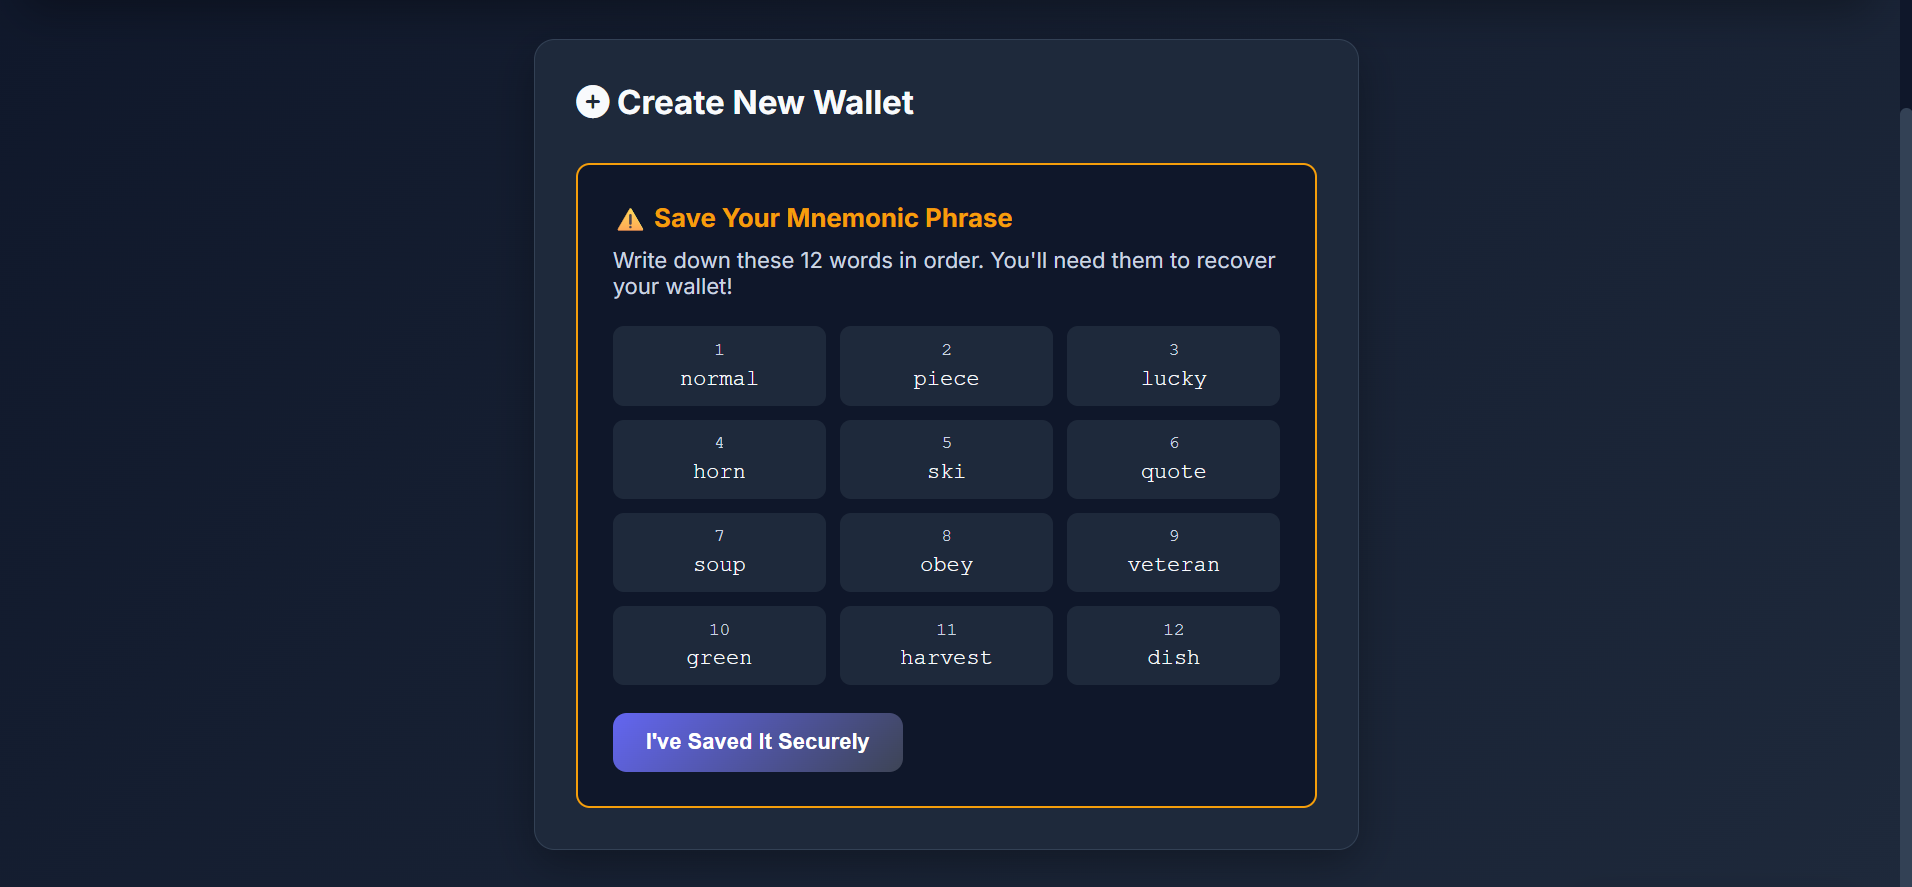 Create New Wallet
⚠️ Save Your Mnemonic Phrase
Write down these 12 words in order. You'll need them to recover
your wallet!
1
normal
2
piece
3
lucky
4
horn
5
ski
6
quote
7
soup
8
obey
9
veteran
10
green
11
harvest
12
dish
I've Saved It Securely